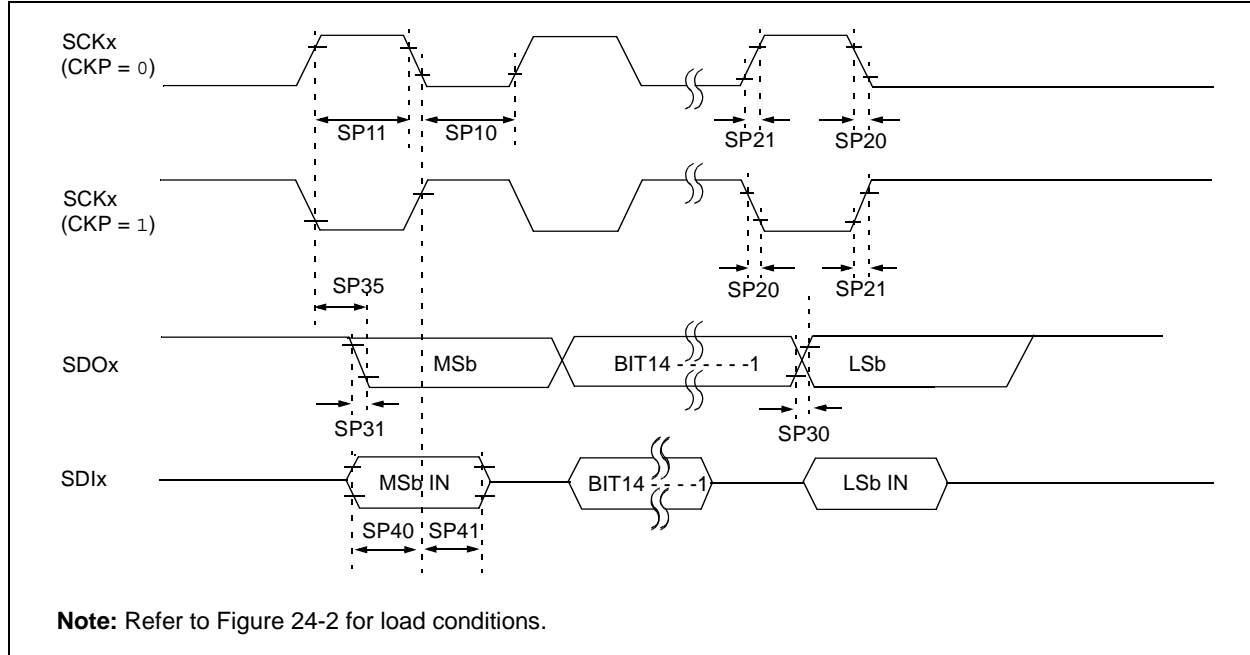 SCKx
(CKP = 0)
SP11
SP10
SP21
SP20
SCKx
(CKP = 1)
SP35
SP20
SP21
SDOx
MSb
BIT14 - - - - - -1
LSb
SP31
SP30
SDIx
MSb IN
BIT14 - - - - -1
LSb IN
SP40
SP41
Note: Refer to Figure 24-2 for load conditions.